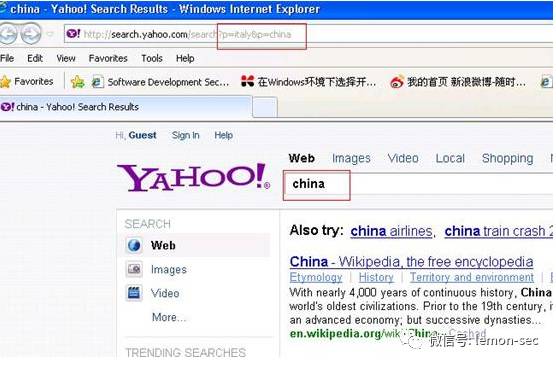 china - Yahoo! Search Results - Windows Internet Explorer
http://search.yahoo.com/search?p=italy&p=china
File Edit View Favorites Tools Help
Favorites Software Development Sec... 在Windows环境下选择开... 我的首页 新浪微博-随时...
china - Yahoo! Search Results
Hi, Guest Sign In Help
YAHOO!
Web Images Video Local Shopping
china
SEARCH
Web
Images
Video
More...
TRENDING SEARCHES
Also try: china airlines, china train crash 2
China - Wikipedia, the free encyclopedia
Etymology | History | Territory and environment |
With nearly 4,000 years of continuous history, China
world's oldest civilizations. Prior to the 19th century, it
an advanced economy; but successive dynasties...
en.wikipedia.org/wiki/China - Cached
微信号: lemon-sec